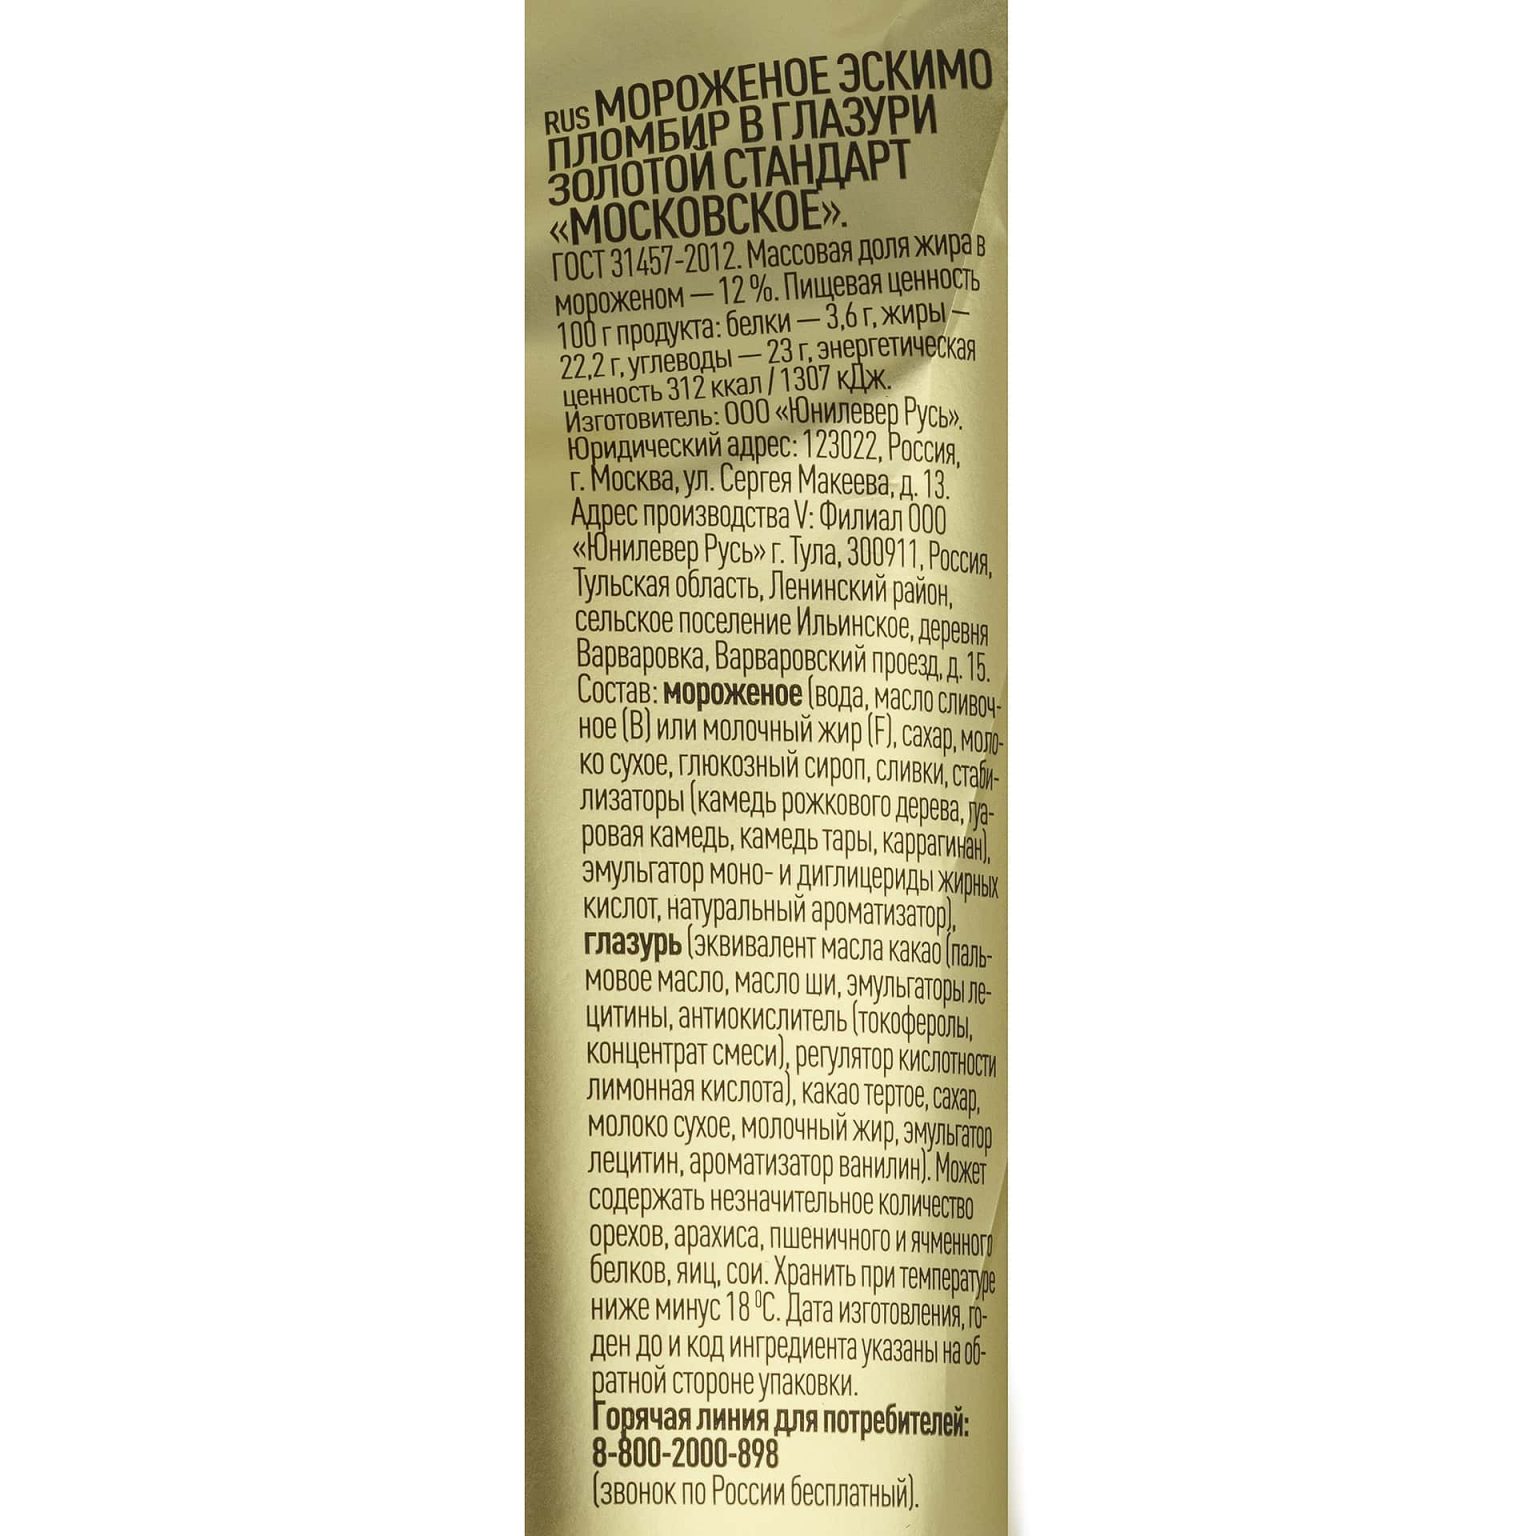 RUS МОРОЖЕНОЕ ЭСКИМО
ПЛОМБИР В ГЛАЗУРИ
ЗОЛОТОЙ СТАНДАРТ
«МОСКОВСКОЕ».
ГОСТ 31457-2012. Массовая доля жира в
мороженом — 12 %. Пищевая ценность
100 г продукта: белки — 3,6 г, жиры —
22,2 г, углеводы — 23 г, энергетическая
ценность 312 ккал / 1307 кДж.
Изготовитель: ООО «Юнилевер Русь».
Юридический адрес: 123022, Россия,
г. Москва, ул. Сергея Макеева, д. 13.
Адрес производства V: Филиал ООО
«Юнилевер Русь» г. Тула, 300911, Россия,
Тульская область, Ленинский район,
сельское поселение Ильинское, деревня
Варваровка, Варваровский проезд, д. 15.
Состав: мороженое (вода, масло сливоч-
ное (B) или молочный жир (F), сахар, моло-
ко сухое, глюкозный сироп, сливки, стаби-
лизаторы (камедь рожкового дерева, гуа-
ровая камедь, камедь тары, каррагинан),
эмульгатор моно- и диглицериды жирных
кислот, натуральный ароматизатор),
глазурь (эквивалент масла какао (паль-
мовое масло, масло ши, эмульгаторы ле-
цитины, антиокислитель (токоферолы,
концентрат смеси), регулятор кислотности
лимонная кислота), какао тертое, сахар,
молоко сухое, молочный жир, эмульгатор
лецитин, ароматизатор ванилин). Может
содержать незначительное количество
орехов, арахиса, пшеничного и ячменного
белков, яиц, сои. Хранить при температуре
ниже минус 18 ⁰С. Дата изготовления, го-
ден до и код ингредиента указаны на об-
ратной стороне упаковки.
Горячая линия для потребителей:
8-800-2000-898
(звонок по России бесплатный).